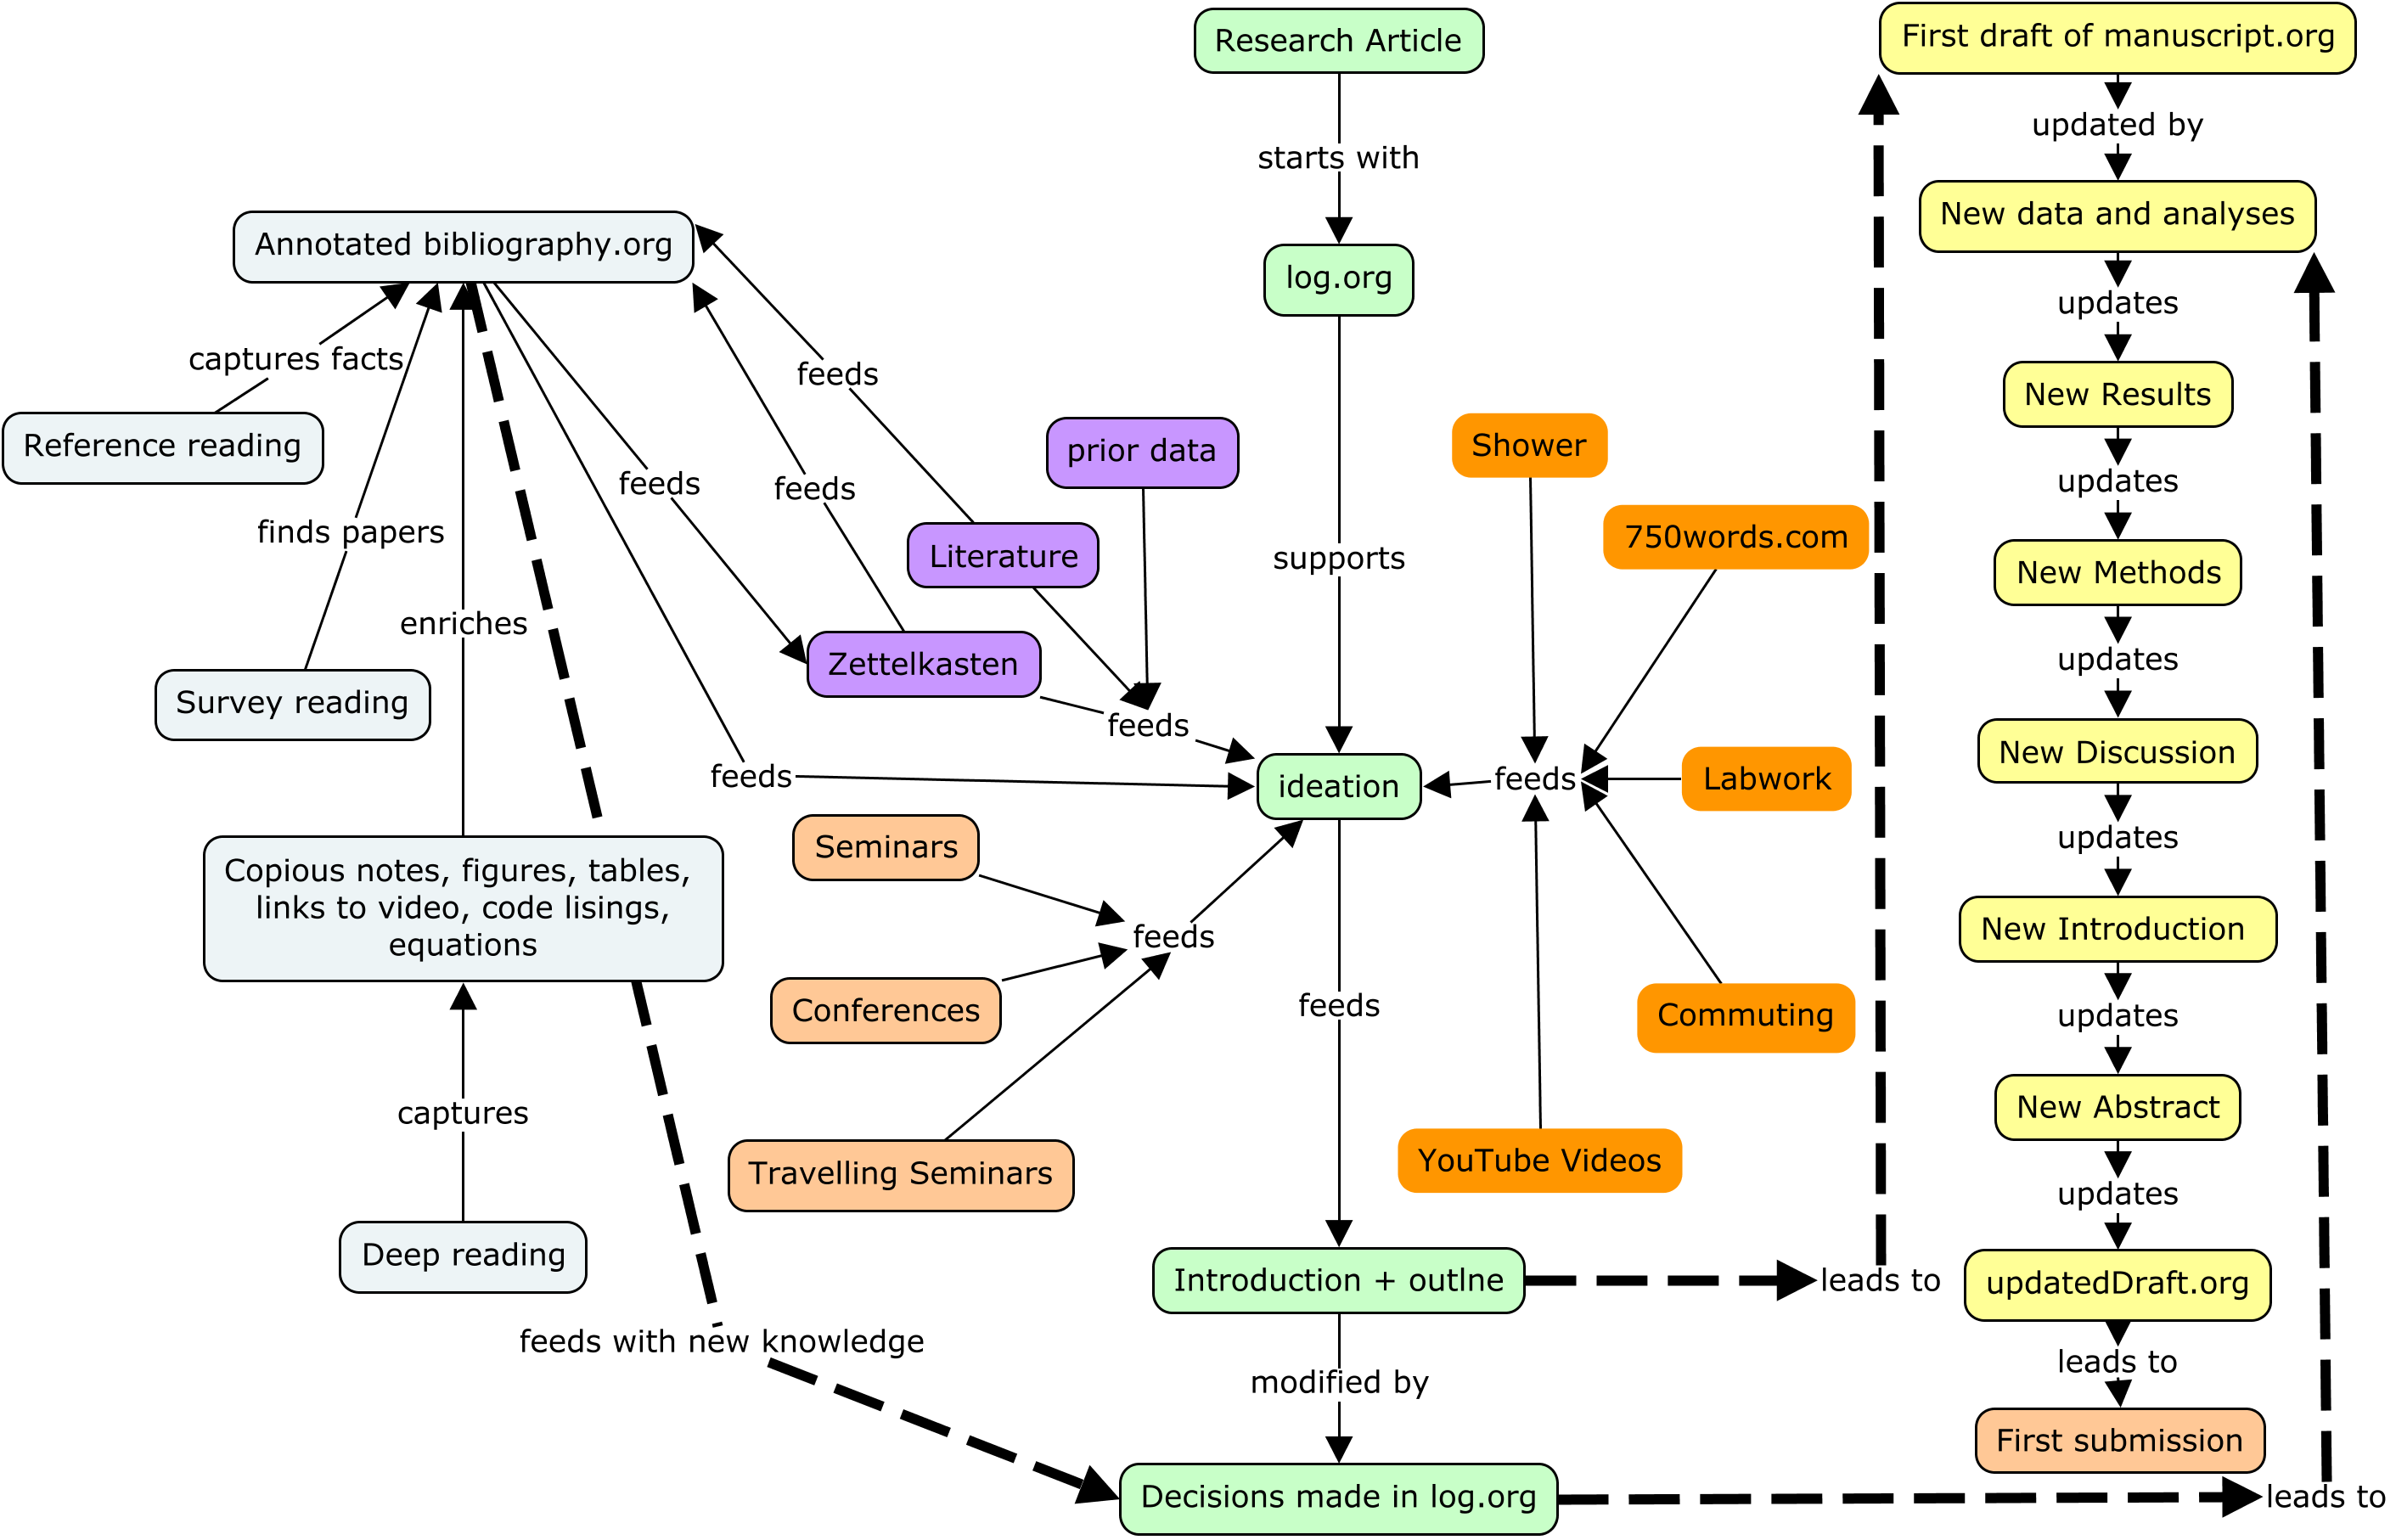 Research Article
First draft of manuscript.org
updated by
starts with
New data and analyses
Annotated bibliography.org
log.org
updates
captures facts
feeds
New Results
Reference reading
prior data
Shower
feeds
feeds
updates
finds papers
Literature
supports
750words.com
New Methods
enriches
Zettelkasten
updates
Survey reading
feeds
New Discussion
feeds
ideation
feeds
Labwork
updates
Seminars
Copious notes, figures, tables,
links to video, code lisings,
equations
feeds
New Introduction
Conferences
feeds
Commuting
updates
captures
New Abstract
Travelling Seminars
YouTube Videos
updates
Deep reading
Introduction + outlne
leads to
updatedDraft.org
feeds with new knowledge
modified by
leads to
First submission
Decisions made in log.org
leads to